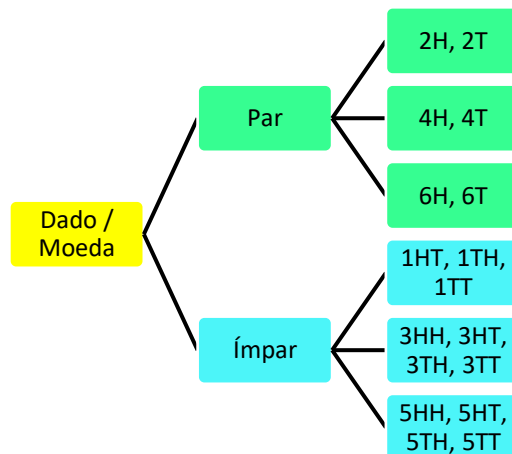 2H, 2T
Par
4H, 4T
6H, 6T
Dado /
Moeda
1HT, 1TH,
1TT
Ímpar
3HH, 3HT,
3TH, 3TT
5HH, 5HT,
5TH, 5TT